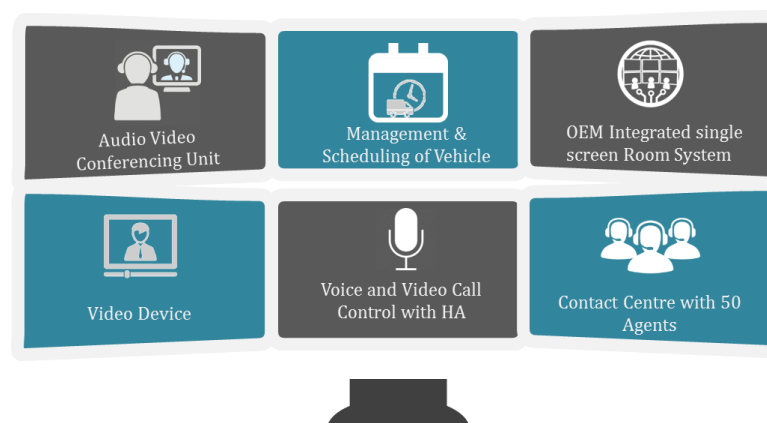 Audio Video
Conferencing Unit
Management &
Scheduling of Vehicle
OEM Integrated single
screen Room System
Video Device
Voice and Video Call
Control with HA
Contact Centre with 50
Agents